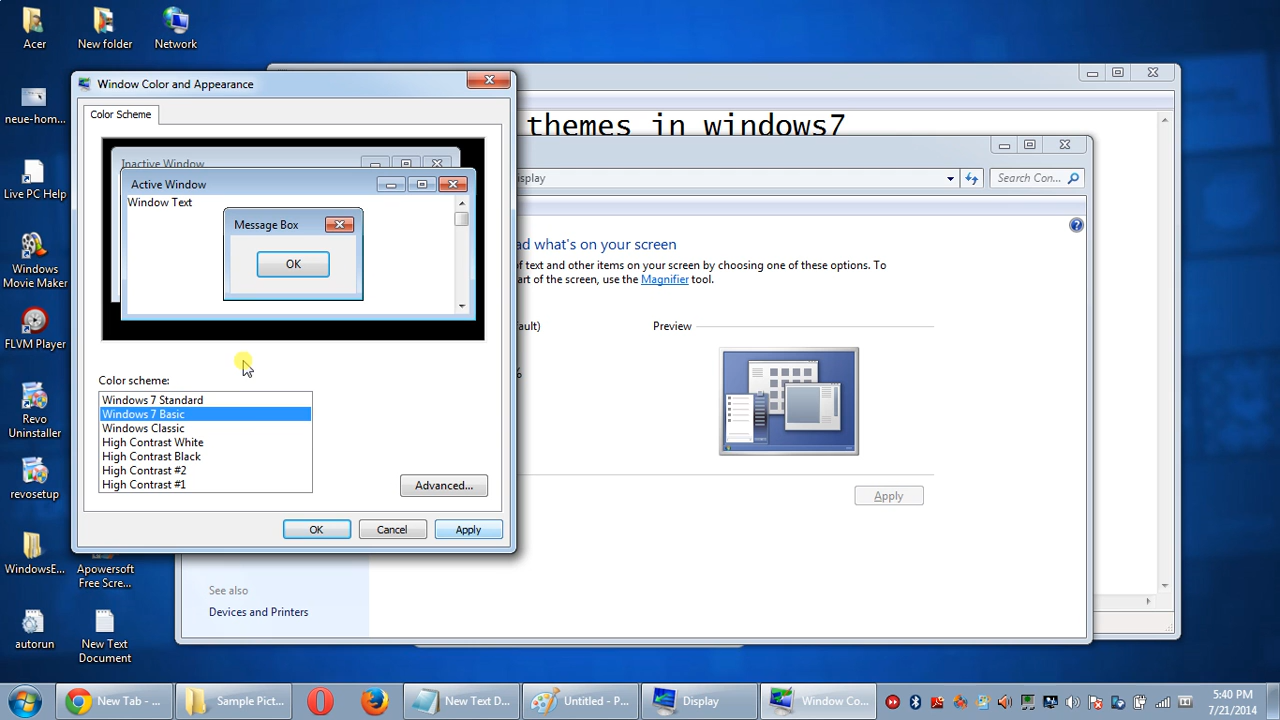 Acer
New folder
Network
neue-hom...
Live PC Help
Windows
Movie Maker
FLVM Player
Revo
Uninstaller
revosetup
WindowsE...
Apowersoft
Free Scre...
autorun
New Text
Document
Window Color and Appearance
Color Scheme
Inactive Window
Active Window
Window Text
Message Box
OK
Color scheme:
Windows 7 Standard
Windows 7 Basic
Windows Classic
High Contrast White
High Contrast Black
High Contrast #2
High Contrast #1
Advanced...
OK
Cancel
Apply
themes in windows7
isplay
Search Con...
ad what's on your screen
of text and other items on your screen by choosing one of these options. To
art of the screen, use the Magnifier tool.
ault)
Preview
%
Apply
See also
Devices and Printers
New Tab - ...
Sample Pict...
New Text D...
Untitled - P...
Display
Window Co...
5:40 PM
7/21/2014